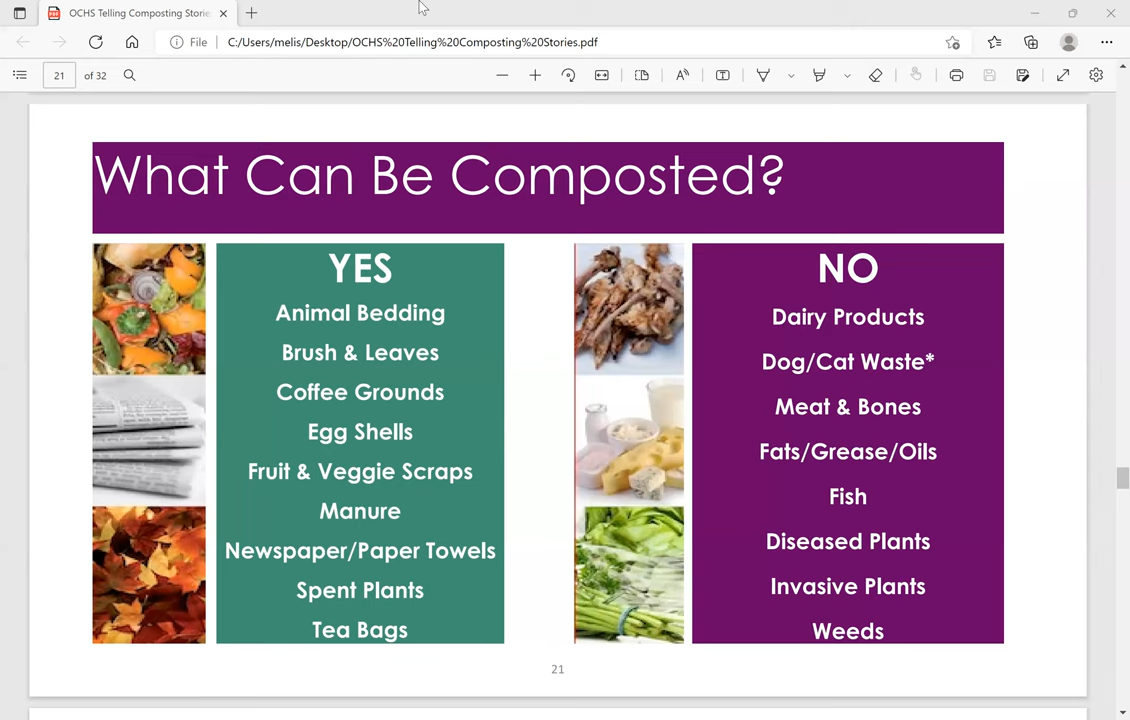 OCHS Telling Composting Storie
File
C:/Users/melis/Desktop/OCHS%20Telling%20Composting%20Stories.pdf
21
of 32
What Can Be Composted?
YES
Animal Bedding
Brush & Leaves
Coffee Grounds
Egg Shells
Fruit & Veggie Scraps
Manure
Newspaper/Paper Towels
Spent Plants
Tea Bags
NO
Dairy Products
Dog/Cat Waste*
Meat & Bones
Fats/Grease/Oils
Fish
Diseased Plants
Invasive Plants
Weeds
21